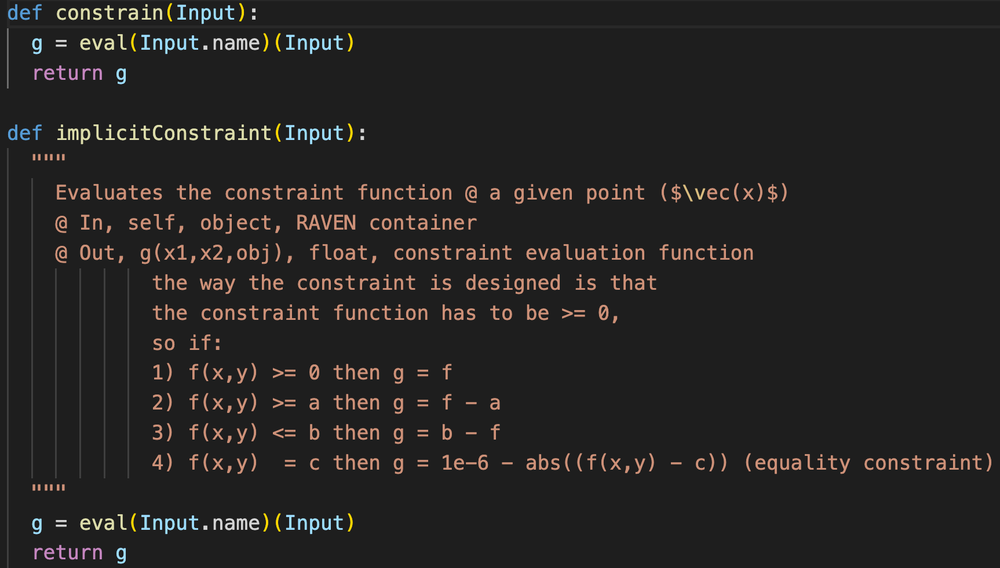 def constrain(Input):
  g = eval(Input.name)(Input)
  return g

def implicitConstraint(Input):
  """
    Evaluates the constraint function @ a given point ($\vec(x)$)
    @ In, self, object, RAVEN container
    @ Out, g(x1,x2,obj), float, constraint evaluation function
            the way the constraint is designed is that
            the constraint function has to be >= 0,
            so if:
            1) f(x,y) >= 0 then g = f
            2) f(x,y) >= a then g = f - a
            3) f(x,y) <= b then g = b - f
            4) f(x,y)  = c then g = 1e-6 - abs((f(x,y) - c)) (equality constraint)
  """
  g = eval(Input.name)(Input)
  return g